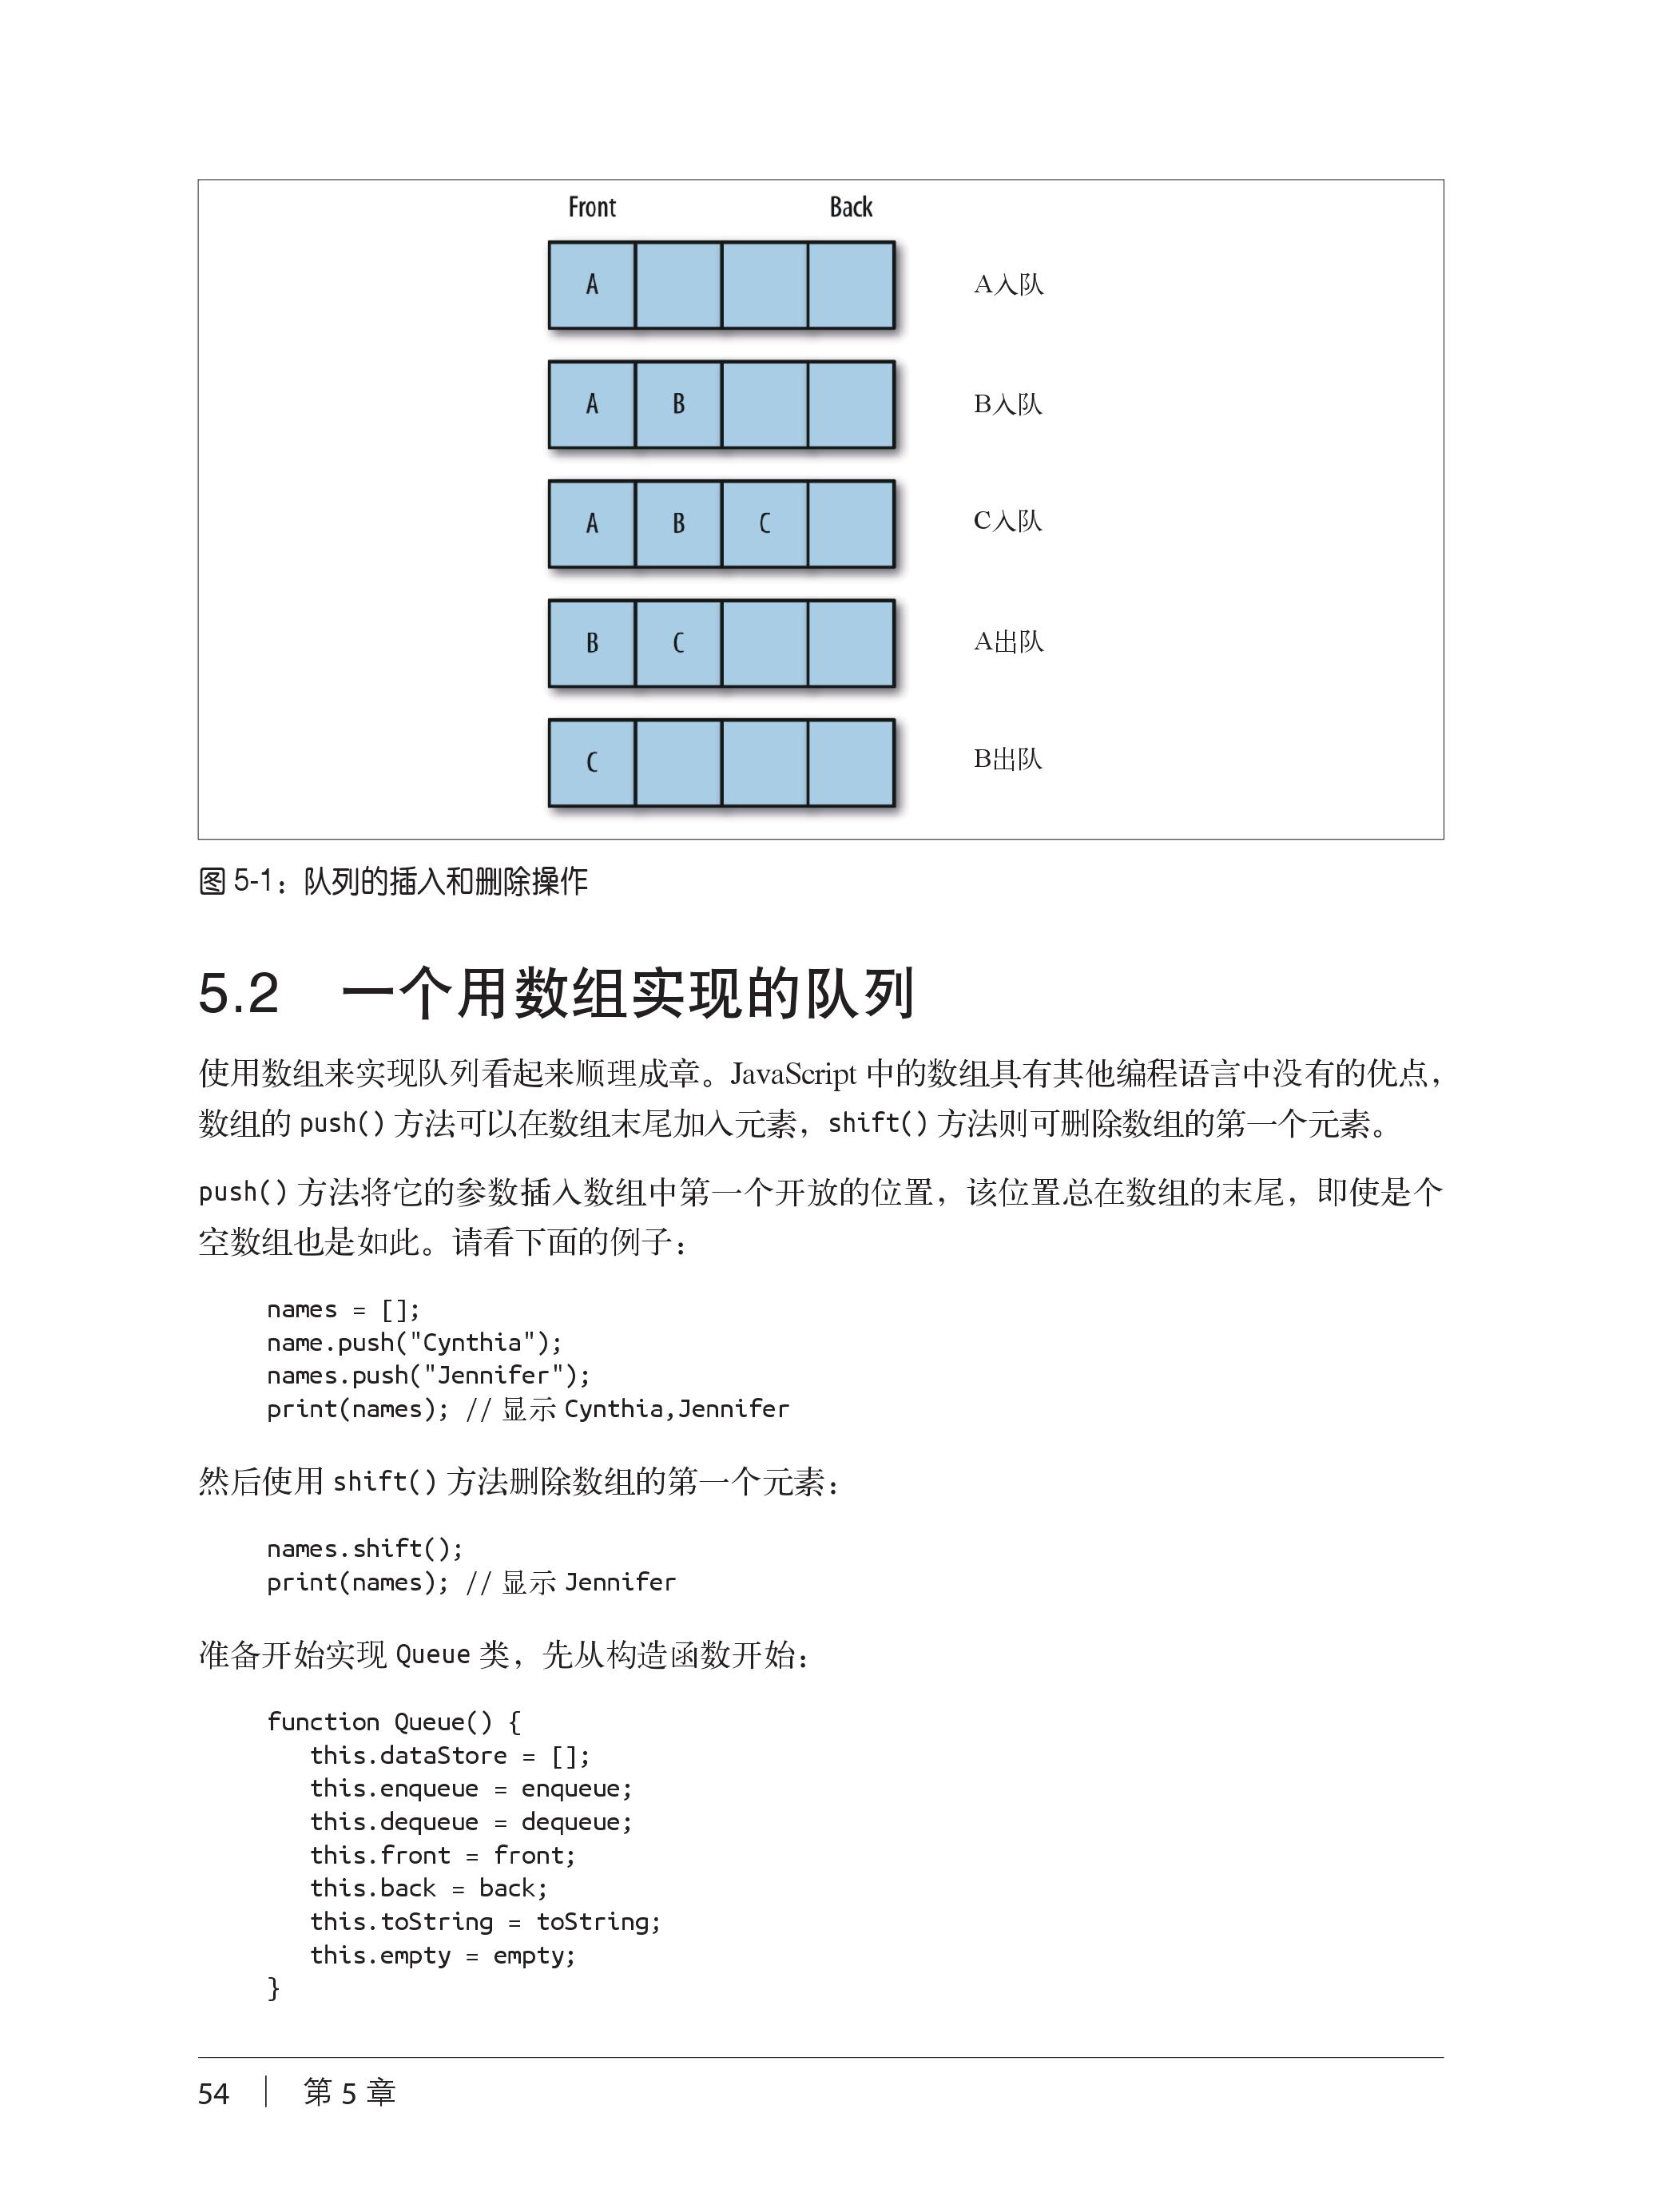 Front Back
A A入队
A B B入队
A B C C入队
B C A出队
C B出队
图 5-1：队列的插入和删除操作
5.2 一个用数组实现的队列
使用数组来实现队列看起来顺理成章。JavaScript 中的数组具有其他编程语言中没有的优点，
数组的 push() 方法可以在数组末尾加入元素，shift() 方法则可删除数组的第一个元素。
push() 方法将它的参数插入数组中第一个开放的位置，该位置总在数组的末尾，即使是个
空数组也是如此。请看下面的例子：
names = [];
name.push("Cynthia");
names.push("Jennifer");
print(names); // 显示 Cynthia,Jennifer
然后使用 shift() 方法删除数组的第一个元素：
names.shift();
print(names); // 显示 Jennifer
准备开始实现 Queue 类，先从构造函数开始：
function Queue() {
this.dataStore = [];
this.enqueue = enqueue;
this.dequeue = dequeue;
this.front = front;
this.back = back;
this.toString = toString;
this.empty = empty;
}
54 | 第 5 章